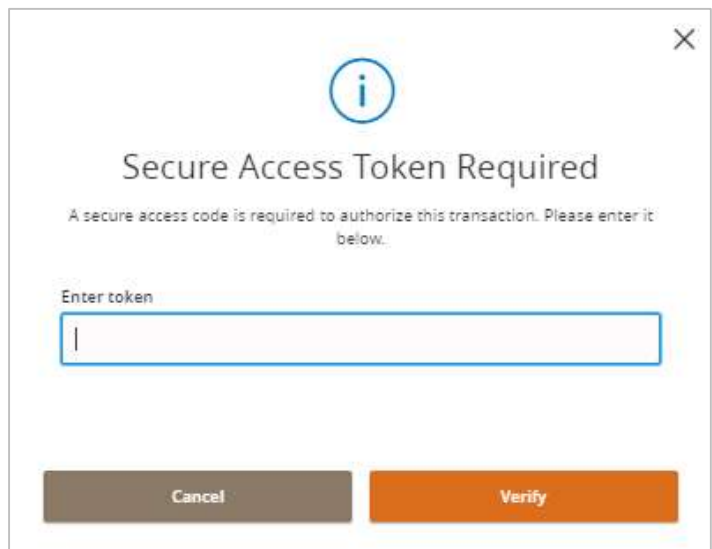 Secure Access Token Required
A secure access code is required to authorize this transaction. Please enter it
below.
Enter token
Cancel
Verify